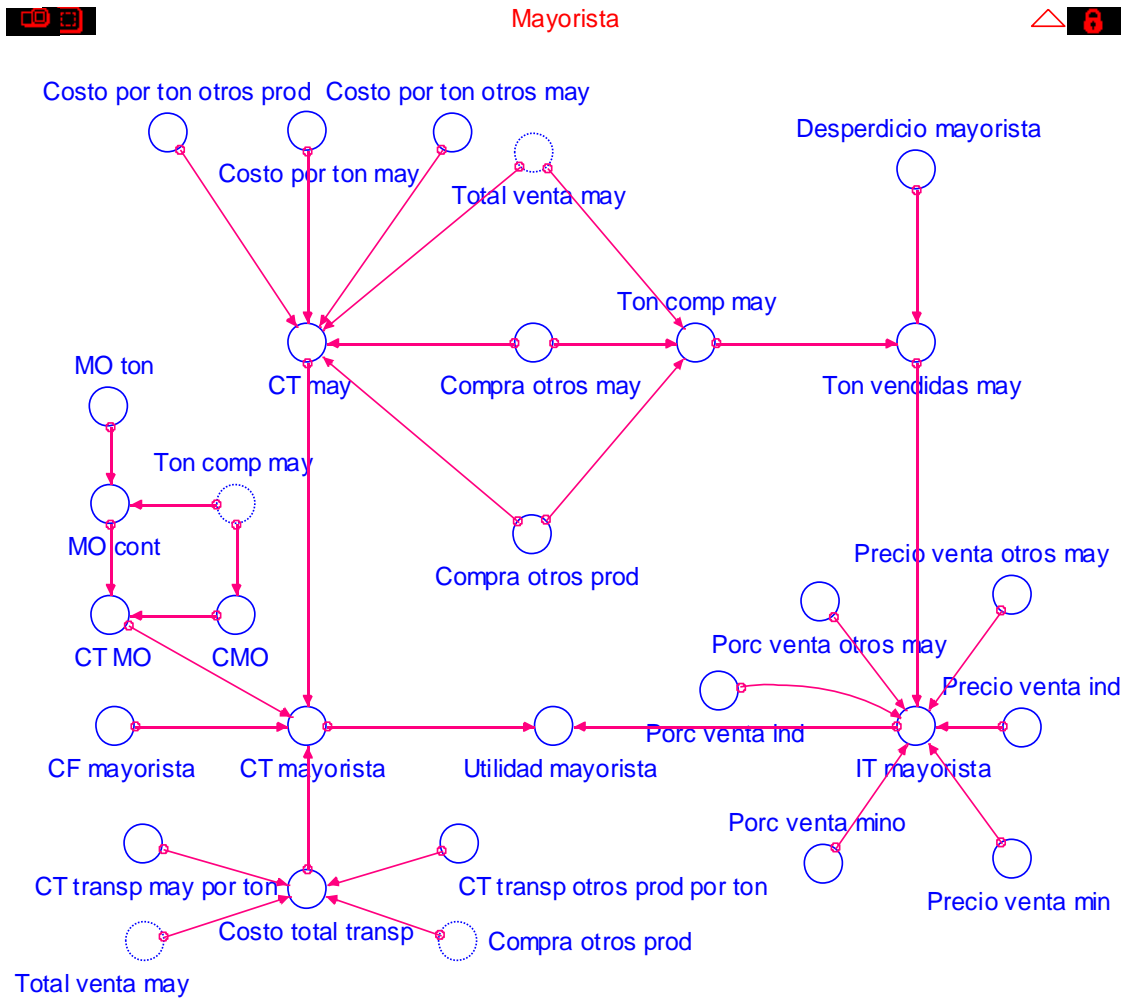 Mayorista
Costo por ton otros prod
Costo por ton otros may
Desperdicio mayorista
Costo por ton may
Total venta may
Ton comp may
MO ton
CT may
Compra otros may
Ton vendidas may
Ton comp may
MO cont
Precio venta otros may
Compra otros prod
Porc venta otros may
CT MO
CMO
Precio venta ind
Porc venta ind
CF mayorista
CT mayorista
Utilidad mayorista
IT mayorista
Porc venta mino
CT transp may por ton
CT transp otros prod por ton
Precio venta min
Costo total transp
Compra otros prod
Total venta may